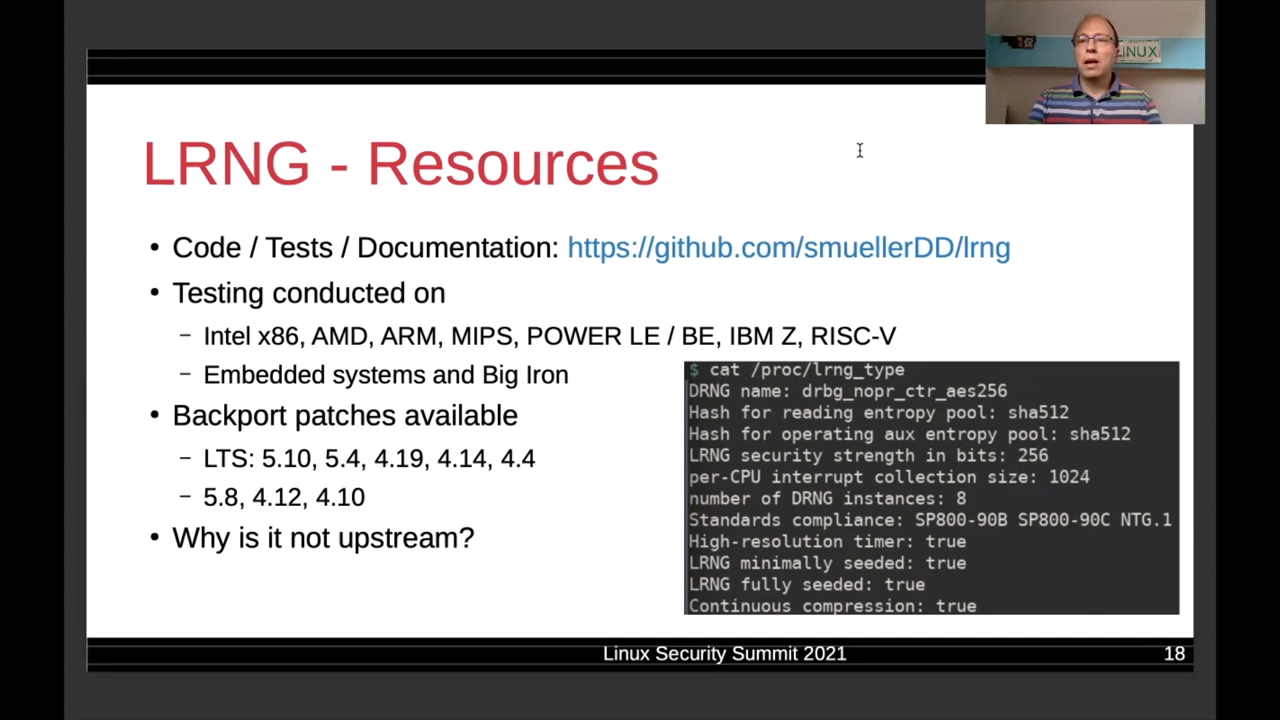 LINUX
LRNG - Resources
• Code / Tests / Documentation: https://github.com/smuellerDD/lrng
• Testing conducted on
– Intel x86, AMD, ARM, MIPS, POWER LE / BE, IBM Z, RISC-V
– Embedded systems and Big Iron
• Backport patches available
– LTS: 5.10, 5.4, 4.19, 4.14, 4.4
– 5.8, 4.12, 4.10
• Why is it not upstream?
$ cat /proc/lrng_type
DRNG name: drbg_nopr_ctr_aes256
Hash for reading entropy pool: sha512
Hash for operating aux entropy pool: sha512
LRNG security strength in bits: 256
per-CPU interrupt collection size: 1024
number of DRNG instances: 8
Standards compliance: SP800-90B SP800-90C NTG.1
High-resolution timer: true
LRNG minimally seeded: true
LRNG fully seeded: true
Continuous compression: true
Linux Security Summit 2021
18